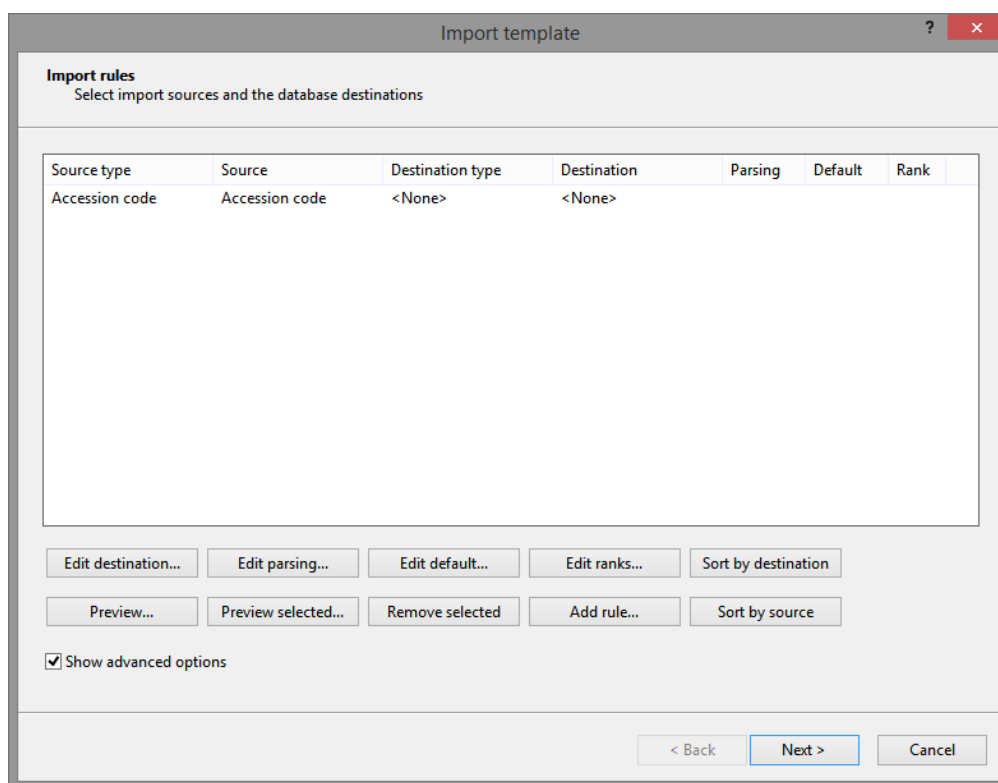 Import template
?
Import rules
Select import sources and the database destinations
Source type Source Destination type Destination Parsing Default Rank
Accession code Accession code <None> <None>
Edit destination... Edit parsing... Edit default... Edit ranks... Sort by destination
Preview... Preview selected... Remove selected Add rule... Sort by source
Show advanced options
< Back Next > Cancel